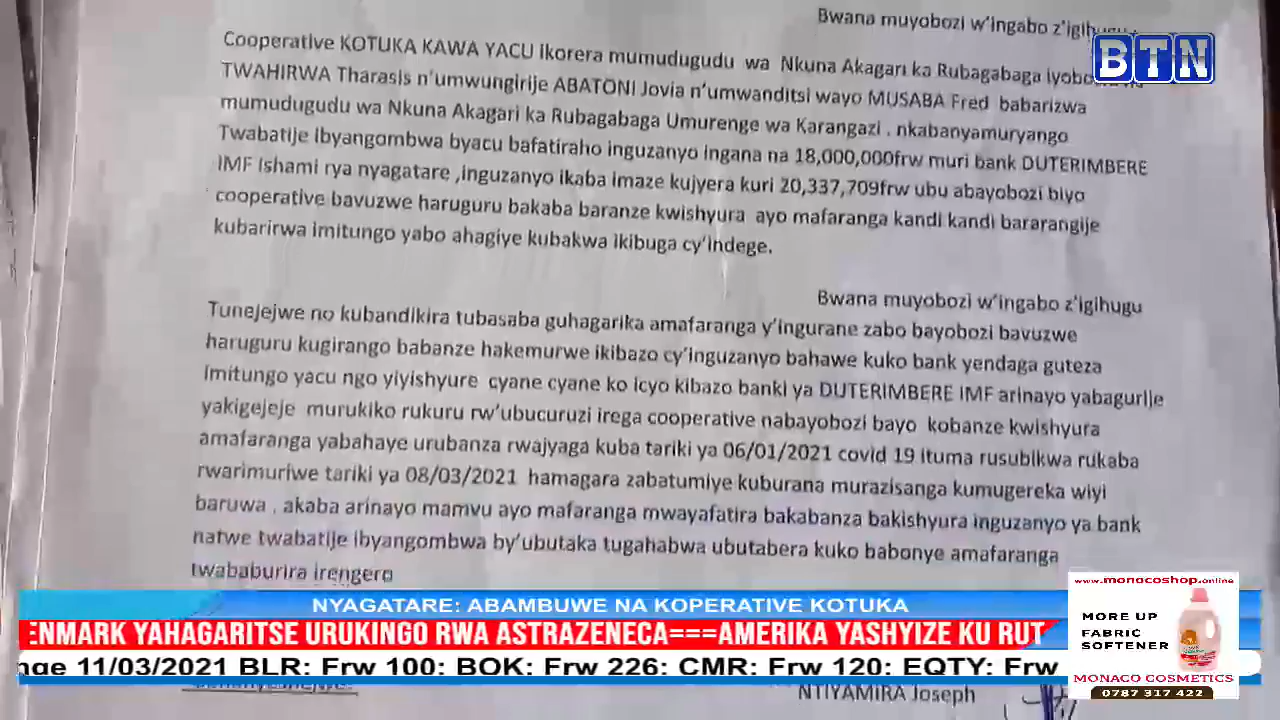 Bwana muyobozi w'ingabo z'igihugu
BTN
Cooperative KOTUKA KAWA YACU ikorera mumudugudu wa Nkuna Akagari ka Rubagabaga
TWAHIRWA Tharasis n'umwungirije ABATONI Jovia n'umwanditsi wayo MUSABA Fred babarizwa
mumudugudu wa Nkuna Akagari ka Rubagabaga Umurenge wa Karangazi . nkabanyamuryango
Twabatije ibyangombwa byacu bafatiraho inguzanyo ingana na 18,000,000frw muri bank DUTERIMBERE
IMF Ishami rya nyagatare ,inguzanyo ikaba imaze kujyera kuri 20,337,709frw ubu abayobozi biyo
cooperative bavuzwe haruguru bakaba baranze kwishyura ayo mafaranga kandi kandi bararangije
kubarirwa imitungo yabo ahagiye kubakwa ikibuga cy'indege.
Bwana muyobozi w'ingabo z'igihugu
Tunejejwe no kubandikira tubasaba guhagarika amafaranga y'ingurane zabo bayobozi bavuzwe
haruguru kugirango babanze hakemurwe ikibazo cy'inguzanyo bahawe kuko bank yendaga guteza
imitungo yacu ngo yiyishyure cyane cyane ko icyo kibazo banki ya DUTERIMBERE IMF arinayo yabagurije
yakigejeje murukiko rukuru rw'ubucuruzi irega cooperative nabayobozi bayo kobanze kwishyura
amafaranga yabahaye urubanza rwajyaga kuba tariki ya 06/01/2021 covid 19 ituma rusubikwa rukaba
rwarimuriwe tariki ya 08/03/2021 hamagara zabatumiye kuburana murazisanga kumugereka wiyi
baruwa , akaba arinayo mamvu ayo mafaranga mwayafatira bakabanza bakishyura inguzanyo ya bank
natwe twabatije ibyangombwa by'ubutaka tugahabwa ubutabera kuko babonye amafaranga
twababurira irengero
NYAGATARE: ABAMBUWE NA KOPERATIVE KOTUKA
ENMARK YAHAGARITSE URUKINGO RWA ASTRAZENECA===AMERIKA YASHYIZE KU RUT
nge 11/03/2021 BLR: Frw 100: BOK: Frw 226: CMR: Frw 120: EQTY: Frw
www.monacoshop.online
MORE UP
FABRIC
SOFTENER
MONACO COSMETICS
0787 317 422
NTIYAMIRA Joseph